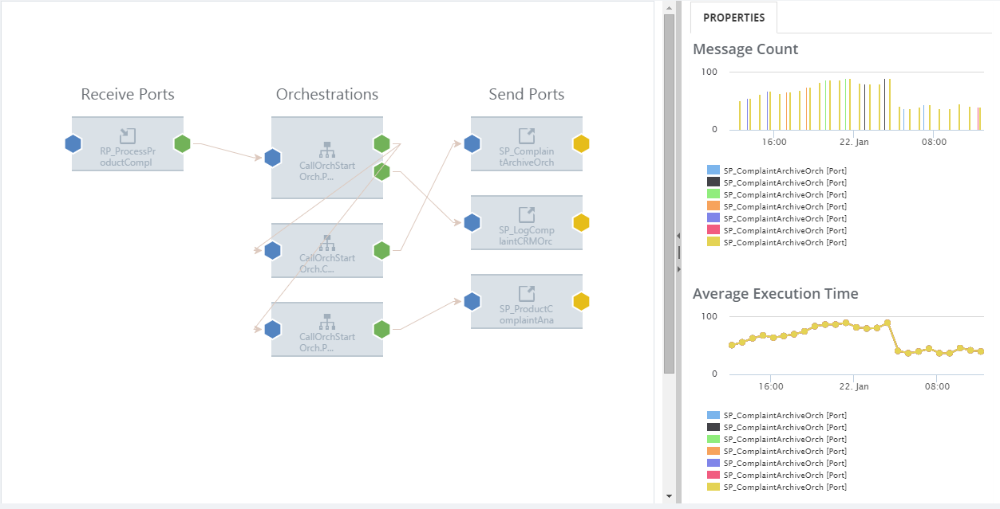 PROPERTIES
Receive Ports
Orchestrations
Send Ports
RP_ProcessPr
oductCompl
CallOrchStart
Orch.P...
SP_Complain
tArchiveOrch
CallOrchStart
Orch.C...
SP_LogComp
laintCRMOrc
CallOrchStart
Orch.P...
SP_ProductC
omplaintAna
Message Count
100
0
16:00
22. Jan
08:00
SP_ComplaintArchiveOrch [Port]
SP_ComplaintArchiveOrch [Port]
SP_ComplaintArchiveOrch [Port]
SP_ComplaintArchiveOrch [Port]
SP_ComplaintArchiveOrch [Port]
SP_ComplaintArchiveOrch [Port]
SP_ComplaintArchiveOrch [Port]
Average Execution Time
100
0
16:00
22. Jan
08:00
SP_ComplaintArchiveOrch [Port]
SP_ComplaintArchiveOrch [Port]
SP_ComplaintArchiveOrch [Port]
SP_ComplaintArchiveOrch [Port]
SP_ComplaintArchiveOrch [Port]
SP_ComplaintArchiveOrch [Port]
SP_ComplaintArchiveOrch [Port]